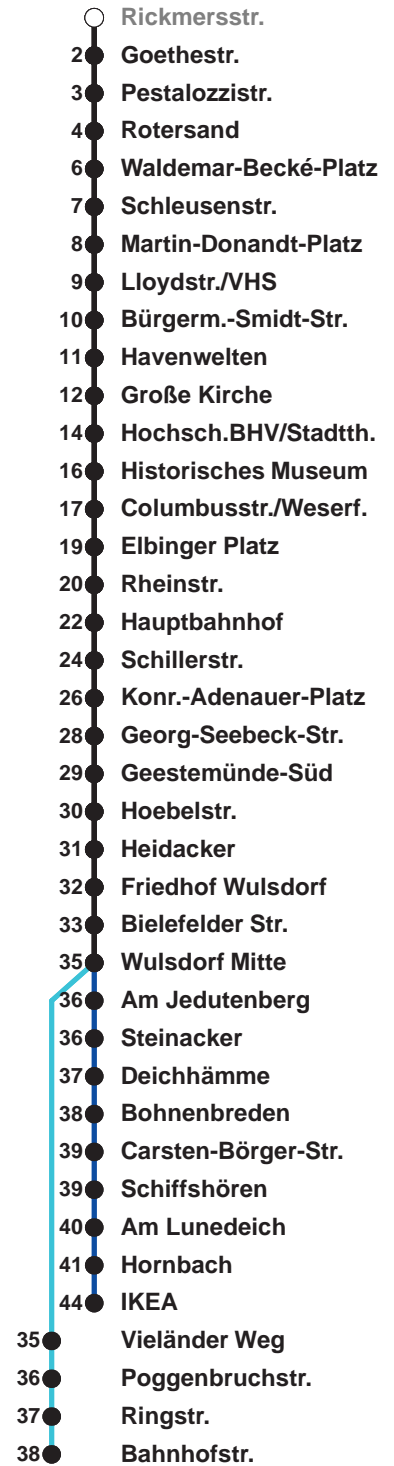 Rickmersstr.
2 Goethestr.
3 Pestalozzistr.
4 Rotersand
6 Waldemar-Becké-Platz
7 Schleusenstr.
8 Martin-Donandt-Platz
9 Lloydstr./VHS
10 Bürgerm.-Smidt-Str.
11 Havenwelten
12 Große Kirche
14 Hochsch.BHV/Stadtth.
16 Historisches Museum
17 Columbusstr./Weserf.
19 Elbinger Platz
20 Rheinstr.
22 Hauptbahnhof
24 Schillerstr.
26 Konr.-Adenauer-Platz
28 Georg-Seebeck-Str.
29 Geestemünde-Süd
30 Hoebelstr.
31 Heidacker
32 Friedhof Wulsdorf
33 Bielefelder Str.
35 Wulsdorf Mitte
36 Am Jedutenberg
36 Steinacker
37 Deichhämme
38 Bohnenbreden
39 Carsten-Börger-Str.
39 Schiffshören
40 Am Lunedeich
41 Hornbach
44 IKEA
35 Vieländer Weg
36 Poggenbruchstr.
37 Ringstr.
38 Bahnhofstr.